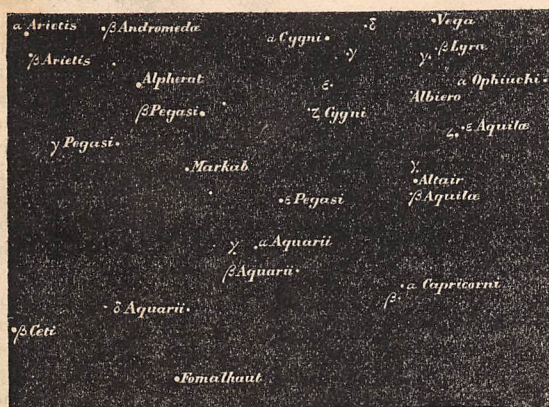 α Arietis
β Andromedæ
α Cygni
δ
Vega
γ
γ
β Lyræ
β Arietis
Alpherat
ε
α Ophiuchi
Albiero
β Pegasi
ζ Cygni
ζ
ε Aquilæ
γ Pegasi
Markab
γ
Altair
ε Pegasi
β Aquilæ
γ
α Aquarii
β Aquarii
α Capricorni
β
δ Aquarii
β Ceti
Fomalhaut